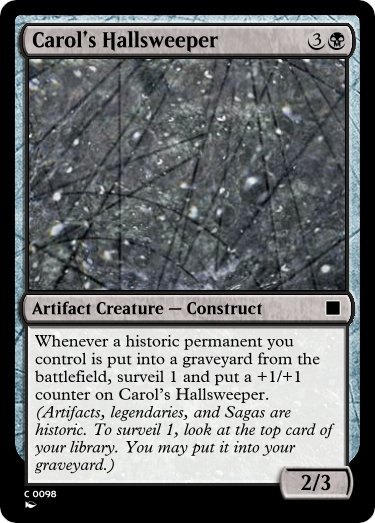 Carol's Hallsweeper 3
Artifact Creature — Construct
Whenever a historic permanent you
control is put into a graveyard from the
battlefield, surveil 1 and put a +1/+1
counter on Carol's Hallsweeper.
(Artifacts, legendaries, and Sagas are
historic. To surveil 1, look at the top card of
your library. You may put it into your
graveyard.)
2/3
C 0098